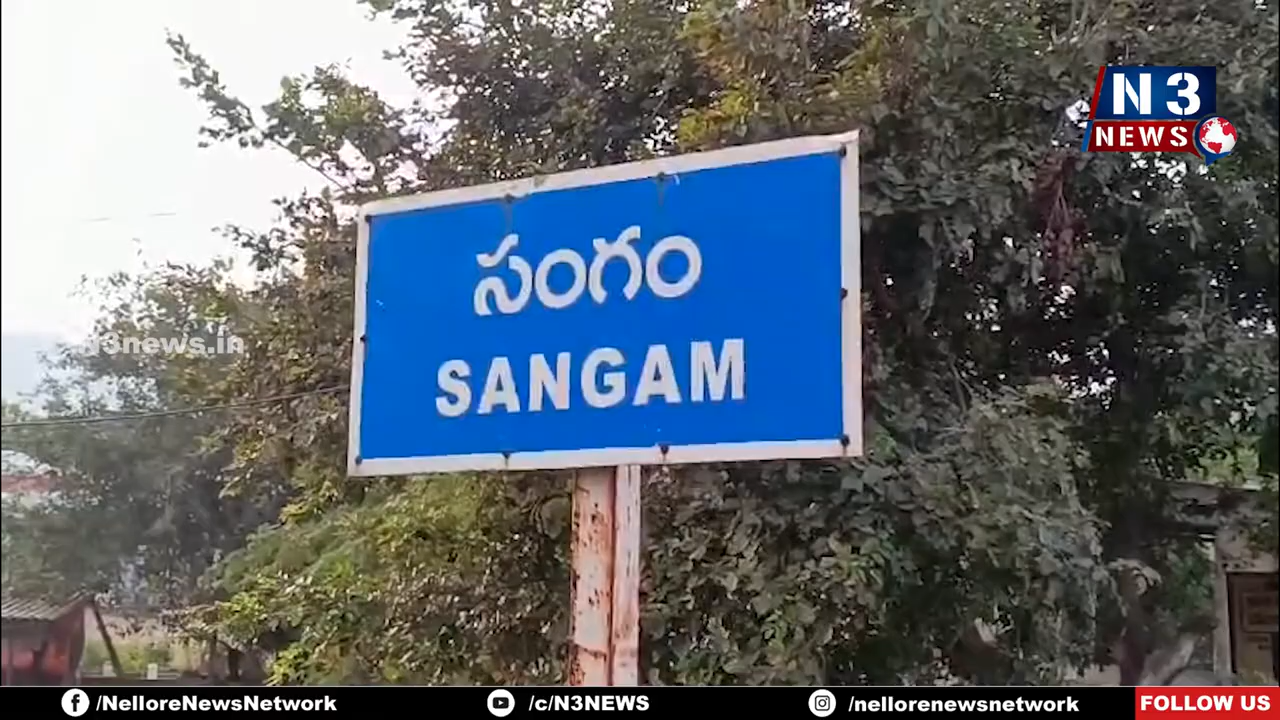 N3
NEWS
సంగం
SANGAM
n3news.in
/NelloreNewsNetwork
/c/N3NEWS
/nellorenewsnetwork
FOLLOW US